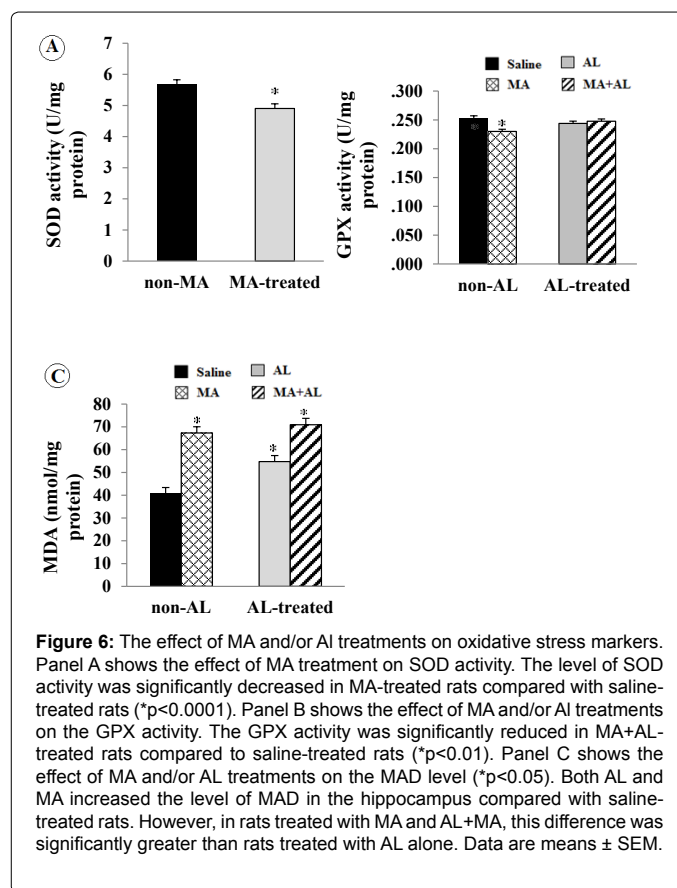 A
SOD activity (U/mg
protein)
7
6
5
4
3
2
1
0
*
non-MA MA-treated
Saline AL
MA MA+AL
GPX activity (U/mg
protein)
.300
.250
.200
.150
.100
.050
.000
* *
non-AL AL-treated
C
Saline AL
MA MA+AL
MDA (nmol/mg
protein)
80
70
60
50
40
30
20
10
0
* * *
non-AL AL-treated
Figure 6: The effect of MA and/or Al treatments on oxidative stress markers.
Panel A shows the effect of MA treatment on SOD activity. The level of SOD
activity was significantly decreased in MA-treated rats compared with saline-
treated rats (*p<0.0001). Panel B shows the effect of MA and/or Al treatments
on the GPX activity. The GPX activity was significantly reduced in MA+AL-
treated rats compared to saline-treated rats (*p<0.01). Panel C shows the
effect of MA and/or AL treatments on the MAD level (*p<0.05). Both AL and
MA increased the level of MAD in the hippocampus compared with saline-
treated rats. However, in rats treated with MA and AL+MA, this difference was
significantly greater than rats treated with AL alone. Data are means ± SEM.